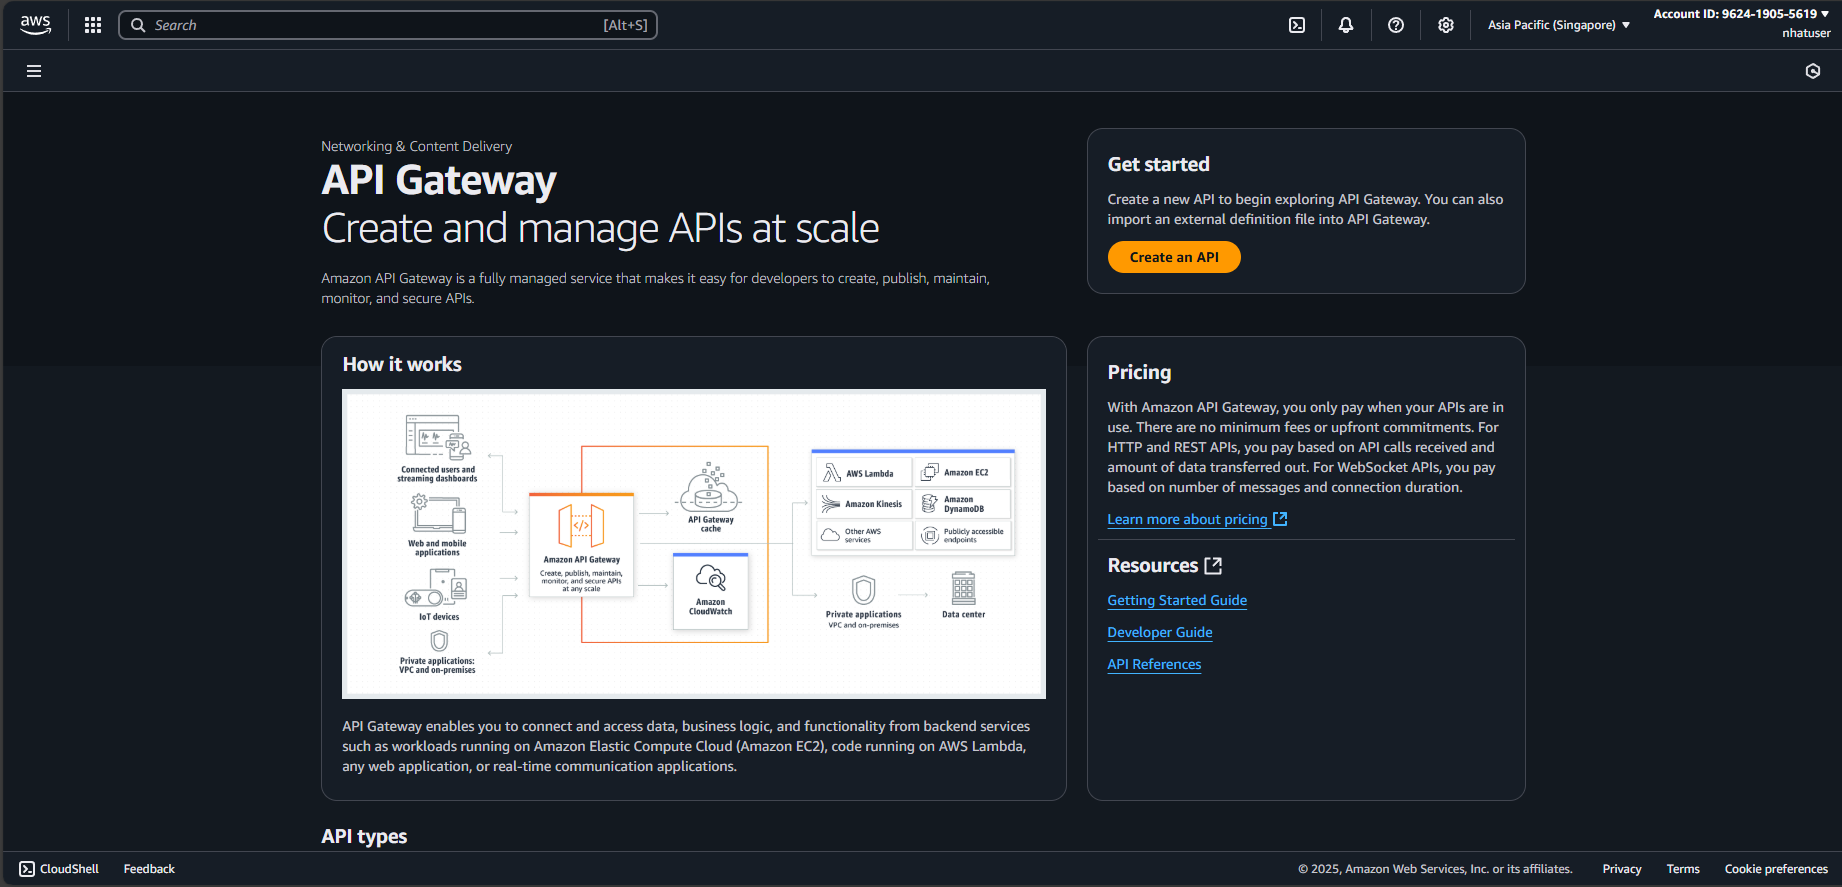 aws
Search
[Alt+S]
Asia Pacific (Singapore)
Account ID: 9624-1905-5619
nhatuser
Networking & Content Delivery
API Gateway
Create and manage APIs at scale
Amazon API Gateway is a fully managed service that makes it easy for developers to create, publish, maintain,
monitor, and secure APIs.
Get started
Create a new API to begin exploring API Gateway. You can also
import an external definition file into API Gateway.
Create an API
How it works
Connected users and
streaming dashboards
Web and mobile
applications
IoT devices
Private applications:
VPC and on-premises
</>
Amazon API Gateway
Create, publish, maintain,
monitor, and secure APIs
at any scale
API Gateway
cache
Amazon
CloudWatch
AWS Lambda
Amazon EC2
Amazon Kinesis
Amazon
DynamoDB
Other AWS
services
Publicly accessible
endpoints
Private applications
VPC and on-premises
Data center
API Gateway enables you to connect and access data, business logic, and functionality from backend services
such as workloads running on Amazon Elastic Compute Cloud (Amazon EC2), code running on AWS Lambda,
any web application, or real-time communication applications.
Pricing
With Amazon API Gateway, you only pay when your APIs are in
use. There are no minimum fees or upfront commitments. For
HTTP and REST APIs, you pay based on API calls received and
amount of data transferred out. For WebSocket APIs, you pay
based on number of messages and connection duration.
Learn more about pricing
Resources
Getting Started Guide
Developer Guide
API References
API types
CloudShell
Feedback
© 2025, Amazon Web Services, Inc. or its affiliates.
Privacy
Terms
Cookie preferences